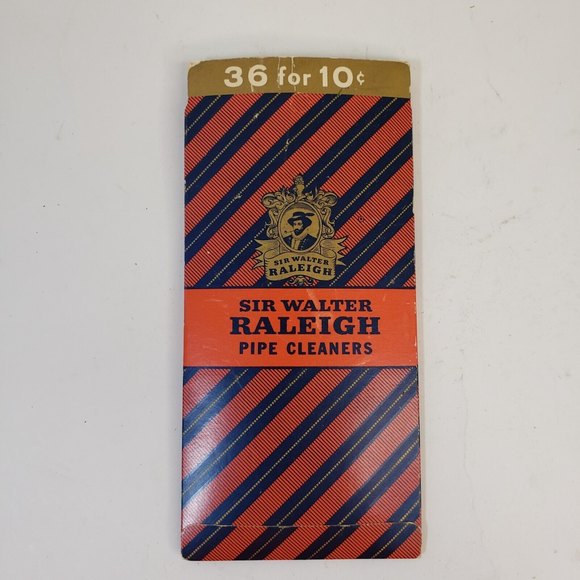 36 for 10¢
SIR WALTER
RALEIGH
SIR WALTER
RALEIGH
PIPE CLEANERS